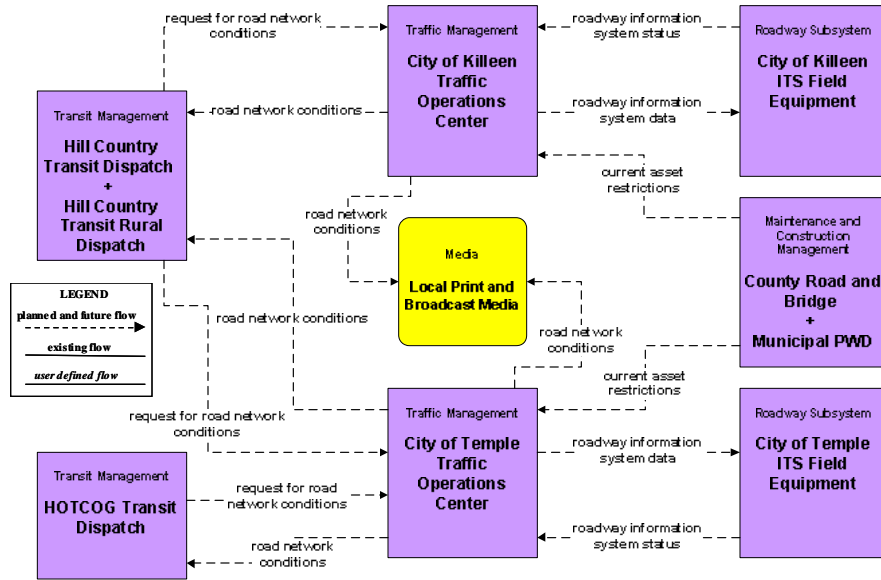 request for road network
conditions
Traffic Management
City of Killeen
Traffic
Operations
Center
roadway information
system status
Roadway Subsystem
City of Killeen
ITS Field
Equipment
road network conditions
roadway information
system data
Transit Management
Hill Country
Transit Dispatch
+
Hill Country
Transit Rural
Dispatch
current asset
restrictions
road network
conditions
Maintenance and
Construction
Management
County Road and
Bridge
+
Municipal PWD
Media
Local Print and
Broadcast Media
LEGEND
planned and future flow
existing flow
user defined flow
road network conditions
road network
conditions
current asset
restrictions
request for road network
conditions
Traffic Management
City of Temple
Traffic
Operations
Center
roadway information
system data
Roadway Subsystem
City of Temple
ITS Field
Equipment
Transit Management
HOTCOG Transit
Dispatch
request for road
network conditions
road network
conditions
roadway information
system status